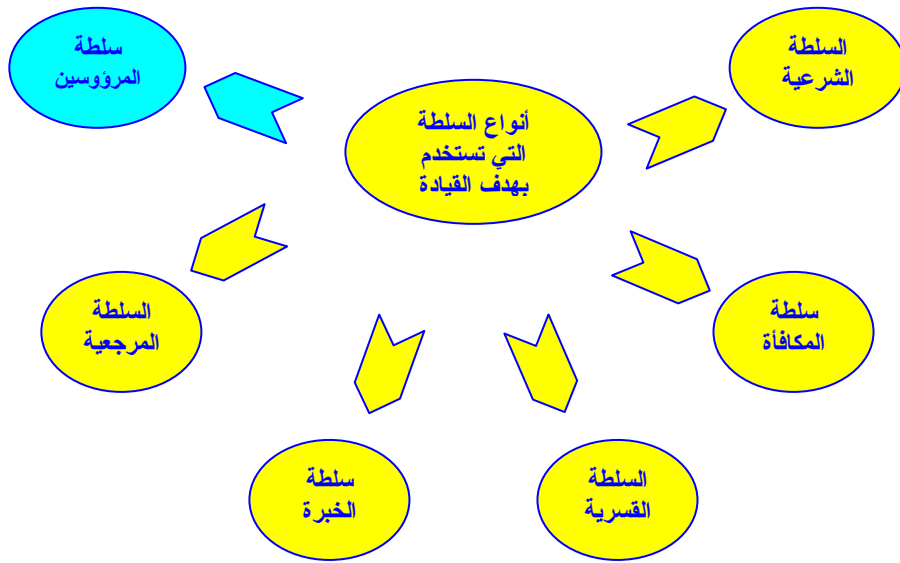 أنواع السلطة
التي تستخدم
بهدف القيادة
السلطة
الشرعية
سلطة
المكافأة
السلطة
القسرية
سلطة
الخبرة
السلطة
المرجعية
سلطة
المرؤوسين